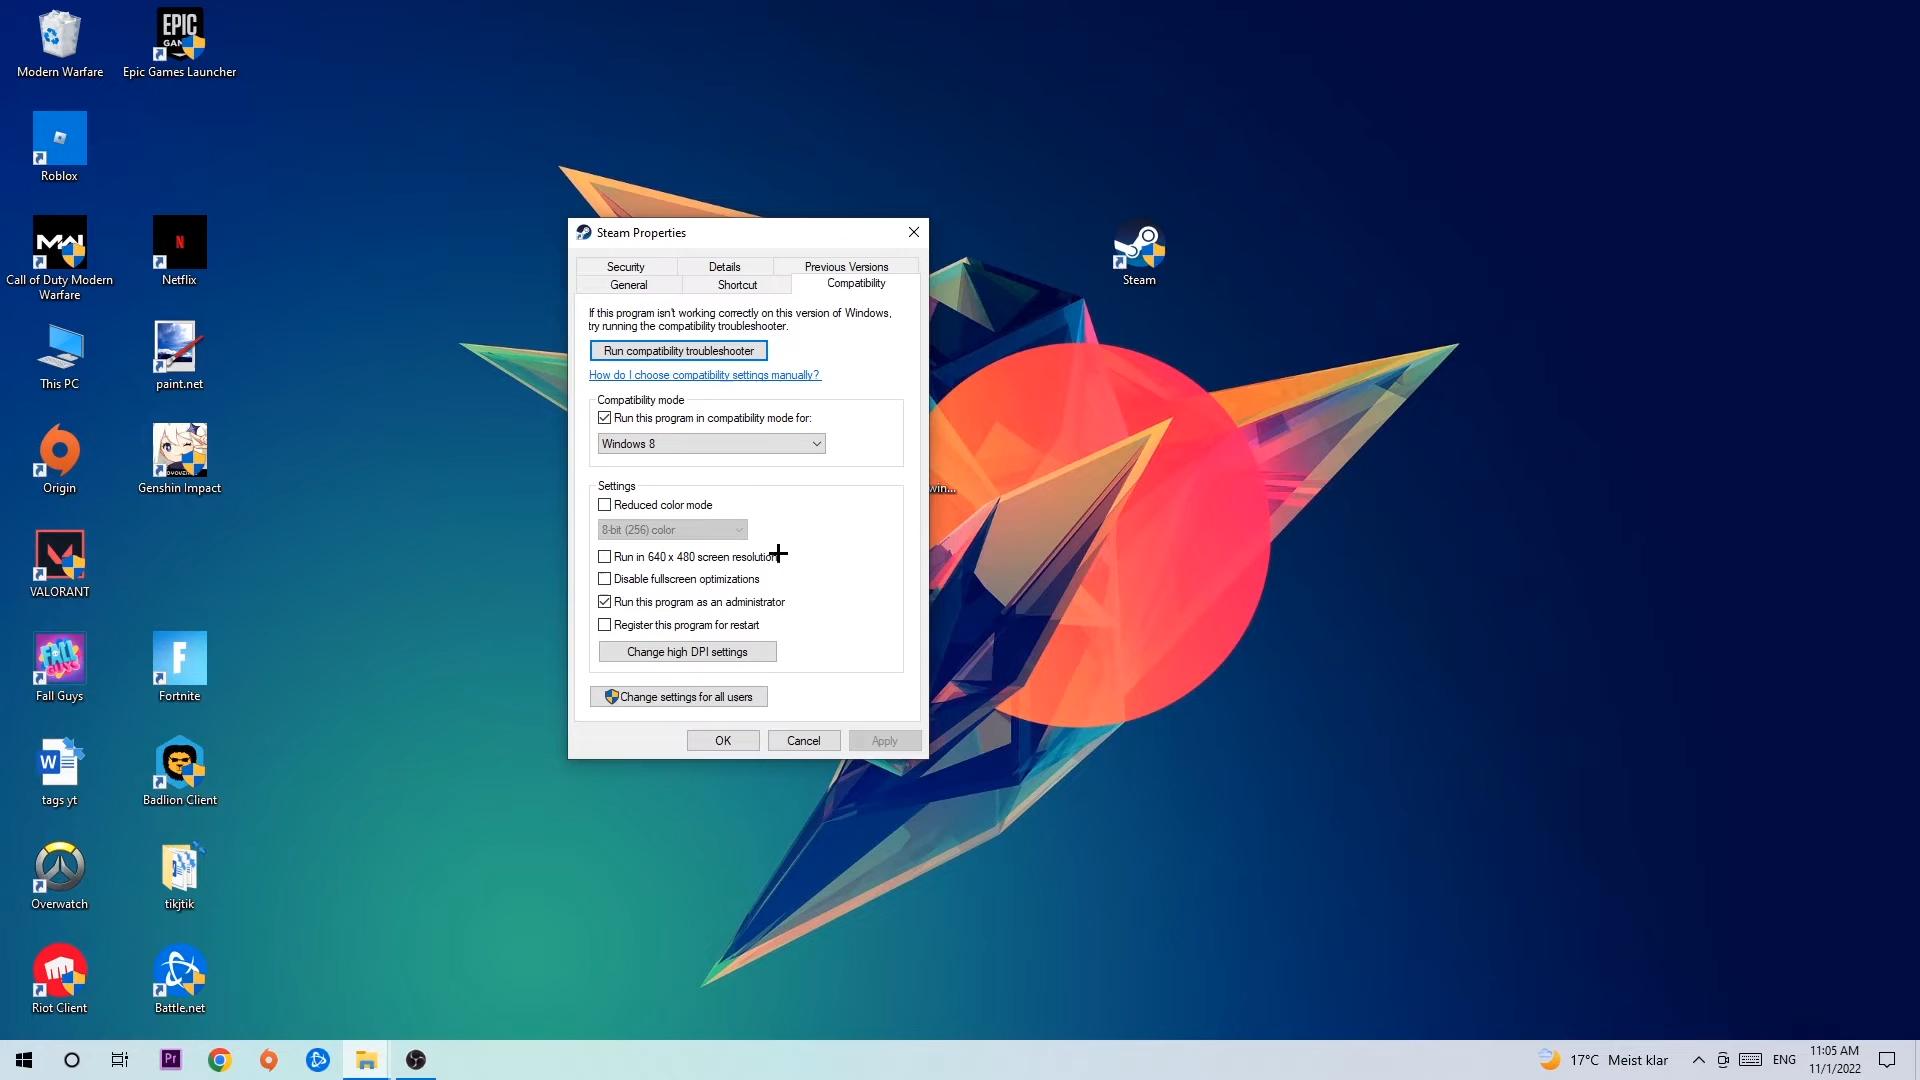 EPIC
Modern Warfare
Epic Games Launcher
Roblox
MW
N
Call of Duty Modern
Warfare
Netflix
This PC
paint.net
Origin
Genshin Impact
VALORANT
FALL
GUYS
F
Fall Guys
Fortnite
W
tags yt
Badlion Client
Overwatch
tikjtik
Riot Client
Battle.net
Steam
win...
Steam Properties
Security
Details
Previous Versions
General
Shortcut
Compatibility
If this program isn't working correctly on this version of Windows,
try running the compatibility troubleshooter.
Run compatibility troubleshooter
How do I choose compatibility settings manually?
Compatibility mode
Run this program in compatibility mode for:
Windows 8
Settings
Reduced color mode
8-bit (256) color
Run in 640 x 480 screen resolution
Disable fullscreen optimizations
Run this program as an administrator
Register this program for restart
Change high DPI settings
Change settings for all users
OK
Cancel
Apply
Pr
17°C Meist klar
ENG
11:05 AM
11/1/2022